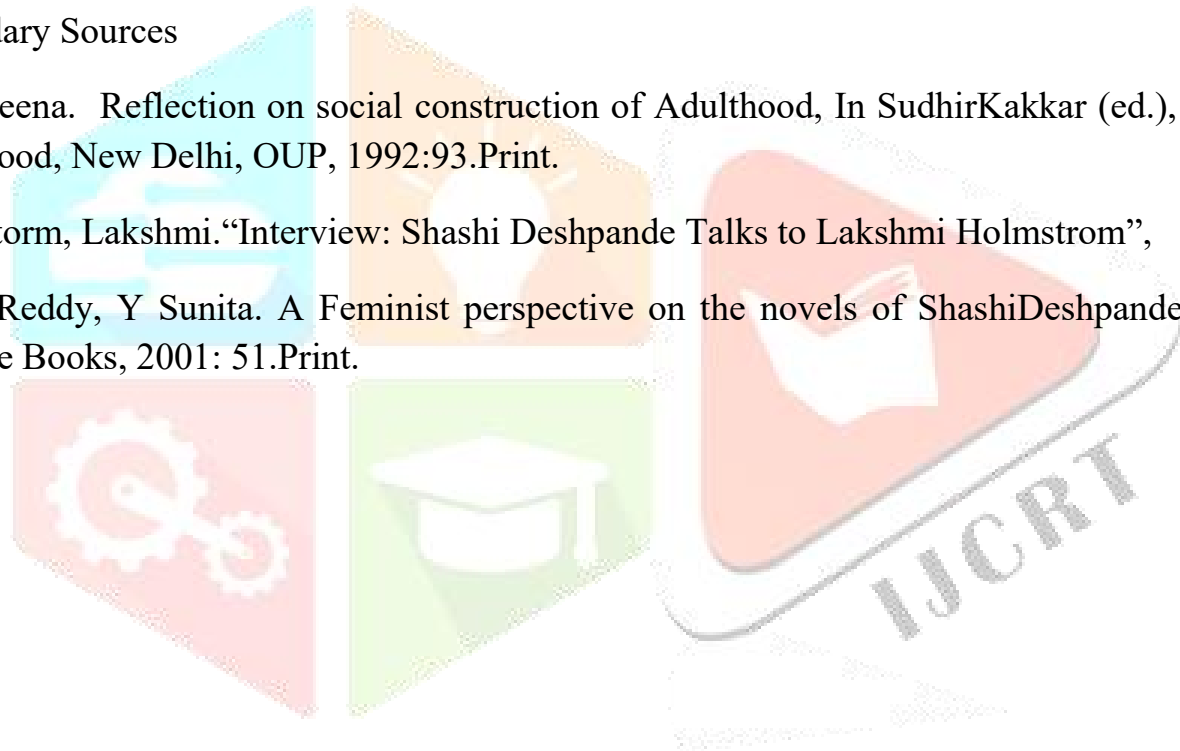 dary Sources
eena. Reflection on social construction of Adulthood, In SudhirKakkar (ed.),
ood, New Delhi, OUP, 1992:93.Print.
torm, Lakshmi.“Interview: Shashi Deshpande Talks to Lakshmi Holmstrom”,
Reddy, Y Sunita. A Feminist perspective on the novels of ShashiDeshpande
e Books, 2001: 51.Print.
IJCRT